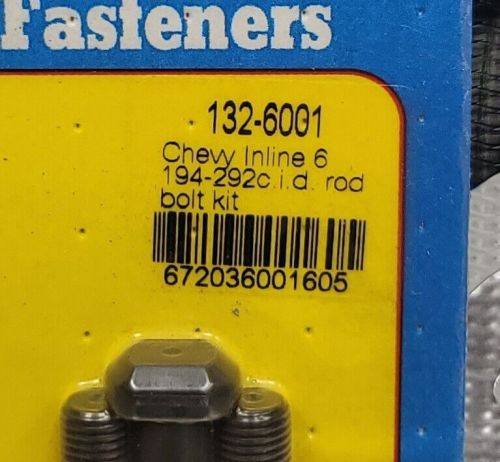 Fasteners
132-6001
Chevy Inline 6
194-292c.i.d. rod
bolt kit
672036001605